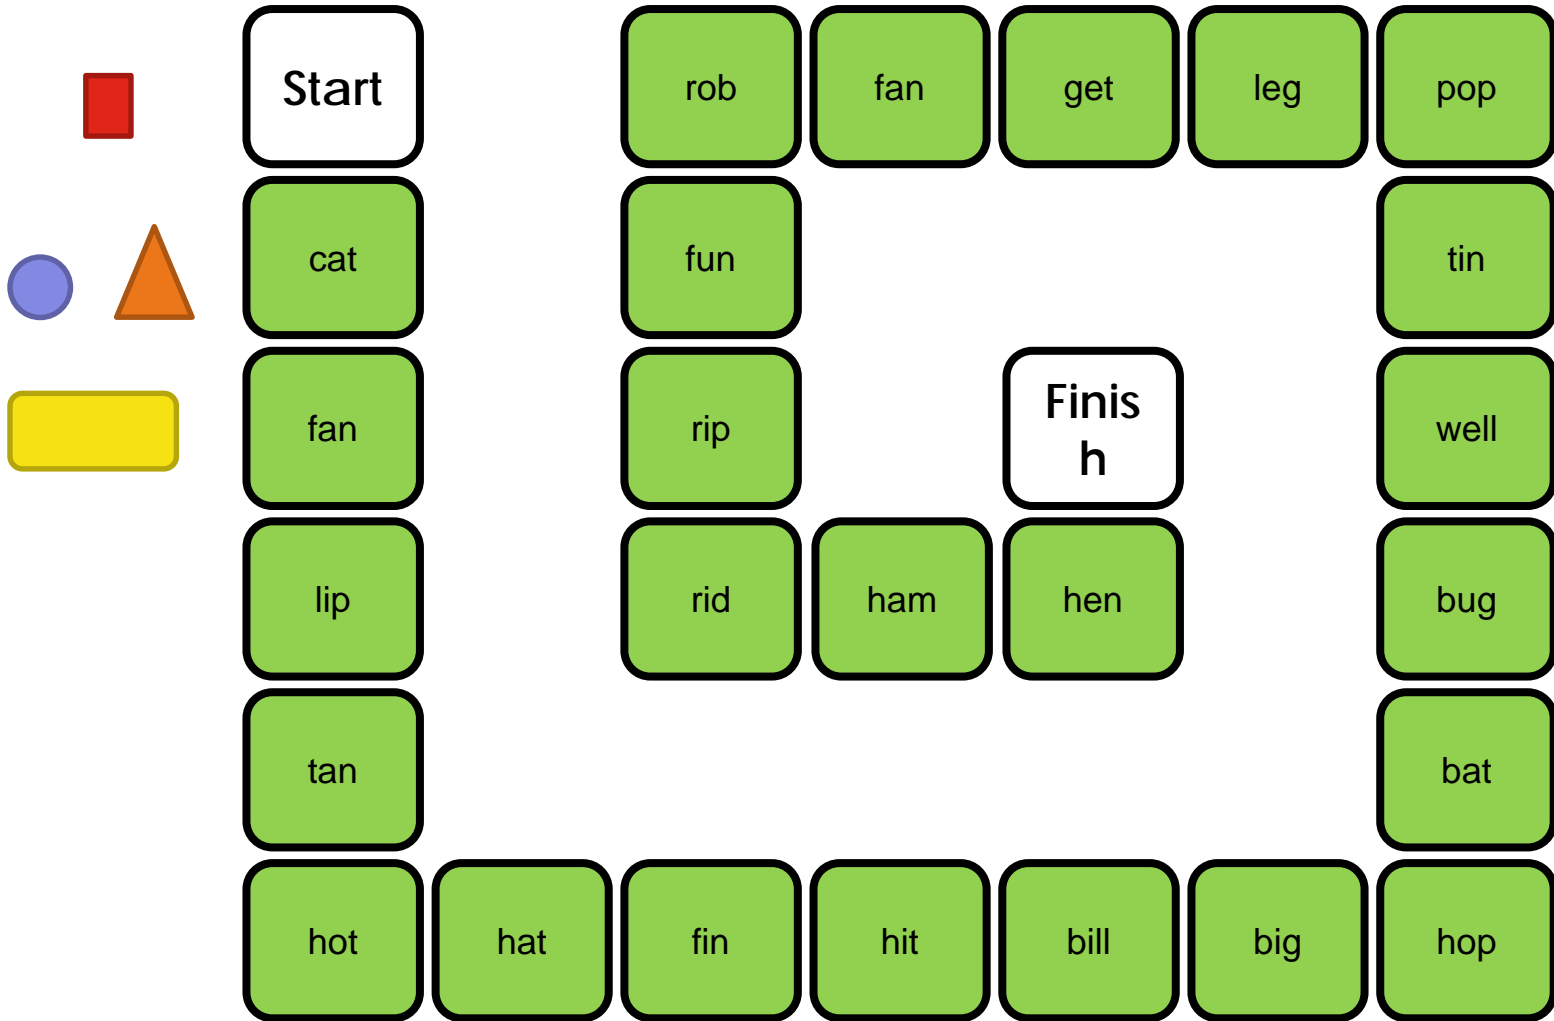 Start rob fan get leg pop
cat fun tin
fan rip Finis
h well
lip rid ham hen bug
tan bat
hot hat fin hit bill big hop